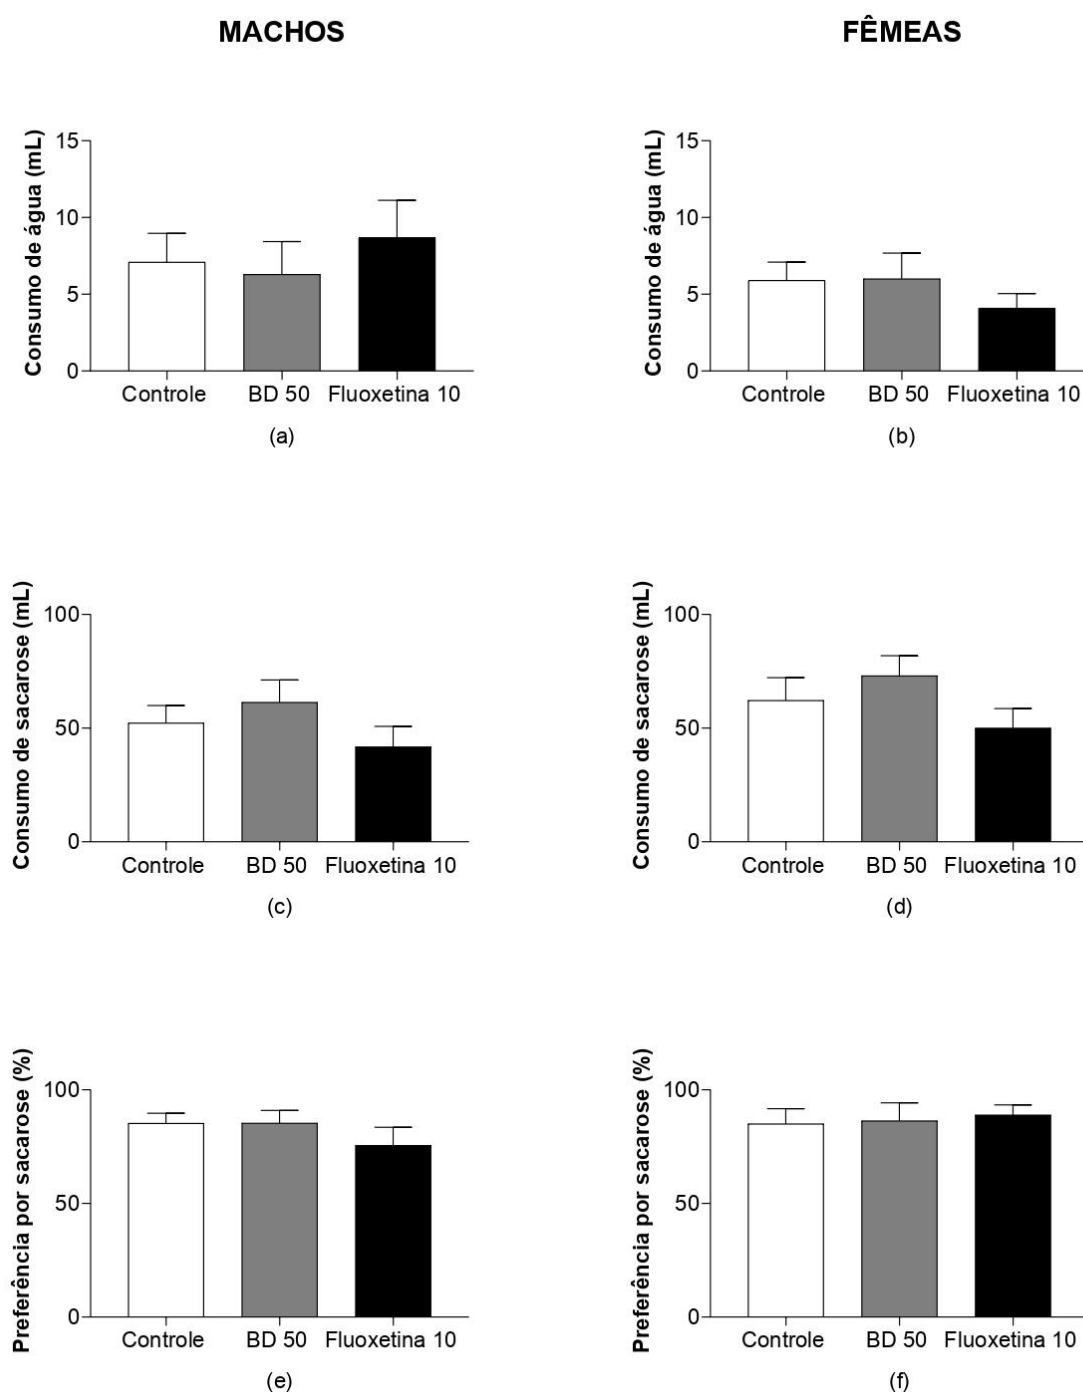 MACHOS
FÊMEAS
Consumo de água (mL)
15
10
5
0
Controle BD 50 Fluoxetina 10
(a)
Consumo de água (mL)
15
10
5
0
Controle BD 50 Fluoxetina 10
(b)
Consumo de sacarose (mL)
100
50
0
Controle BD 50 Fluoxetina 10
(c)
Consumo de sacarose (mL)
100
50
0
Controle BD 50 Fluoxetina 10
(d)
Preferência por sacarose (%)
100
50
0
Controle BD 50 Fluoxetina 10
(e)
Preferência por sacarose (%)
100
50
0
Controle BD 50 Fluoxetina 10
(f)